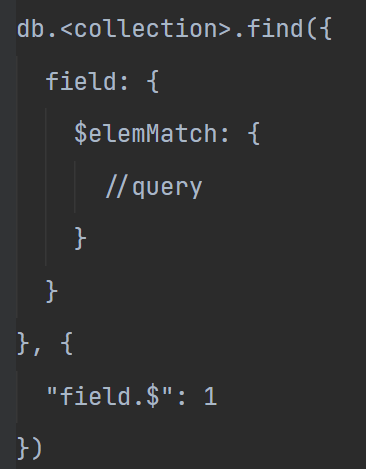 db.<collection>.find({
  field: {
    $elemMatch: {
      //query
    }
  }
}, {
  "field.$": 1
})